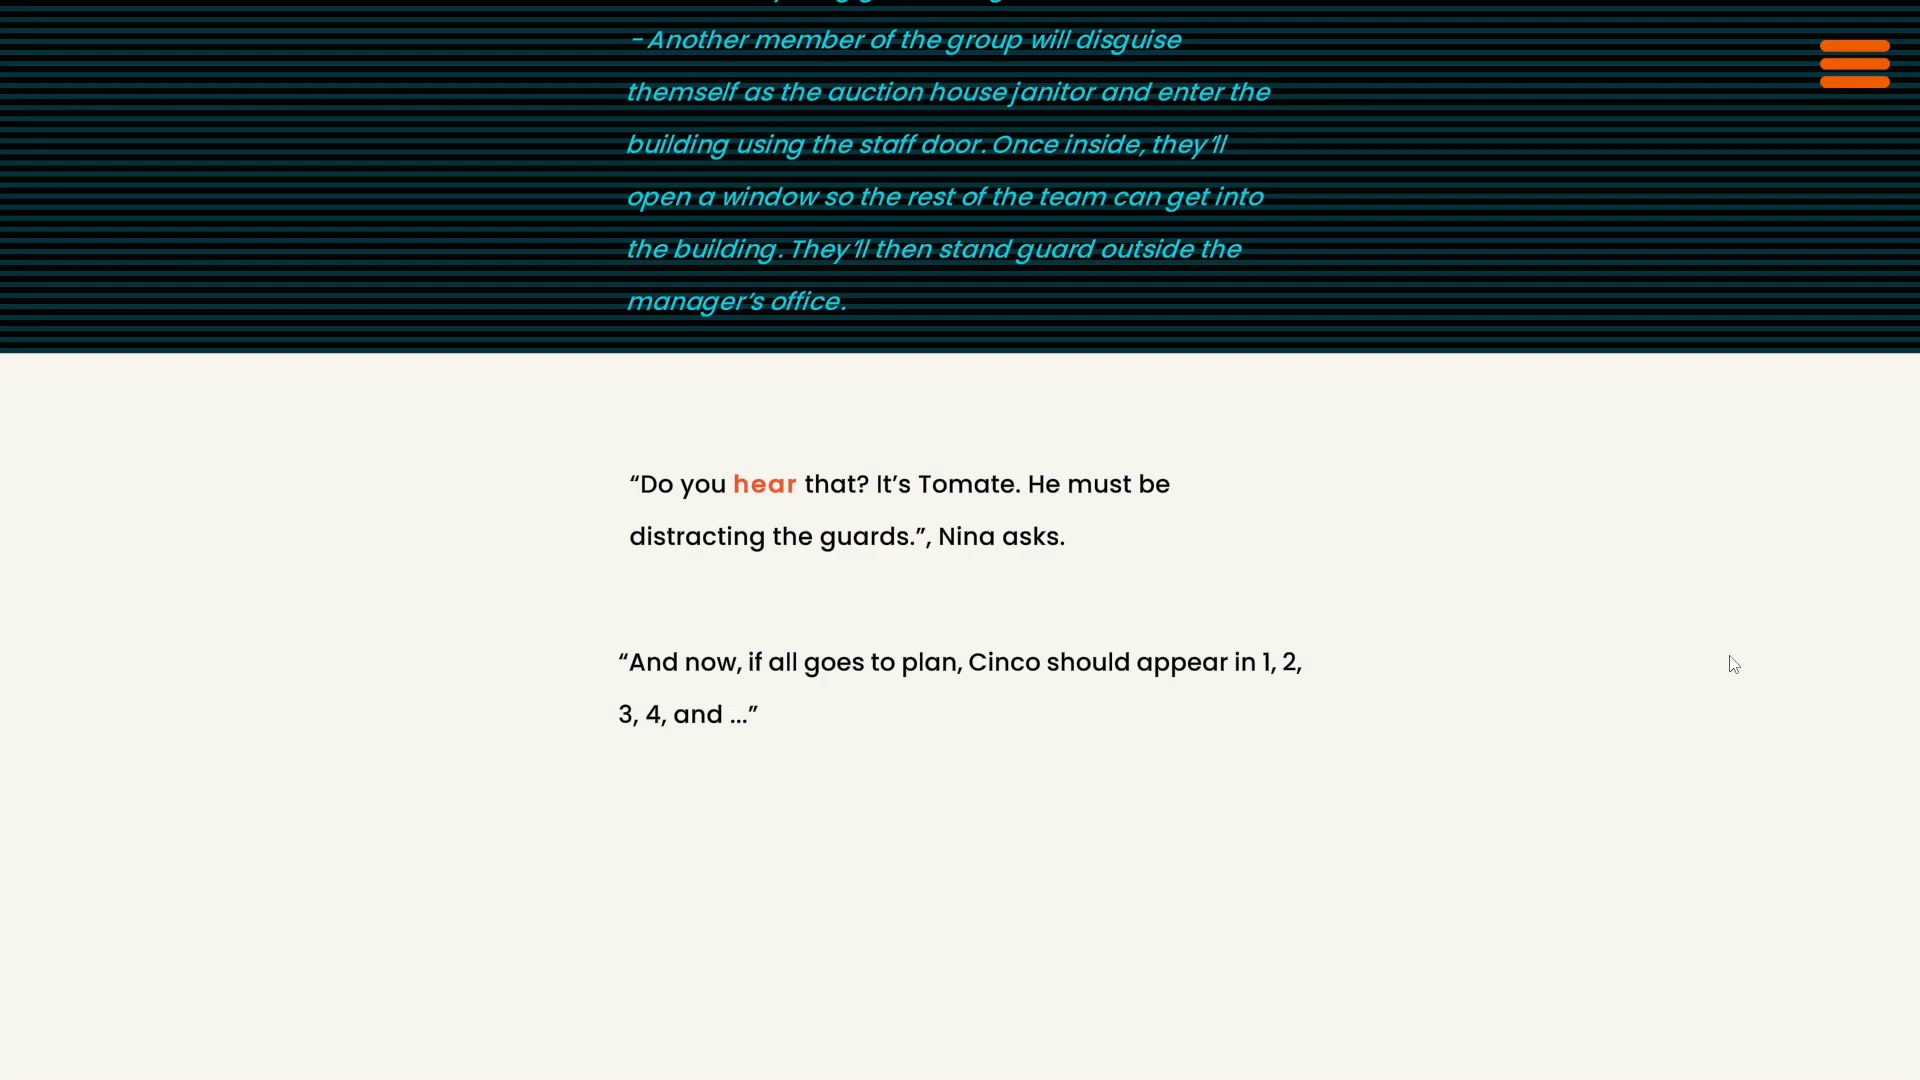 - Another member of the group will disguise
themself as the auction house janitor and enter the
building using the staff door. Once inside, they’ll
open a window so the rest of the team can get into
the building. They’ll then stand guard outside the
manager’s office.
“Do you hear that? It’s Tomate. He must be
distracting the guards.”, Nina asks.
“And now, if all goes to plan, Cinco should appear in 1, 2,
3, 4, and ...”